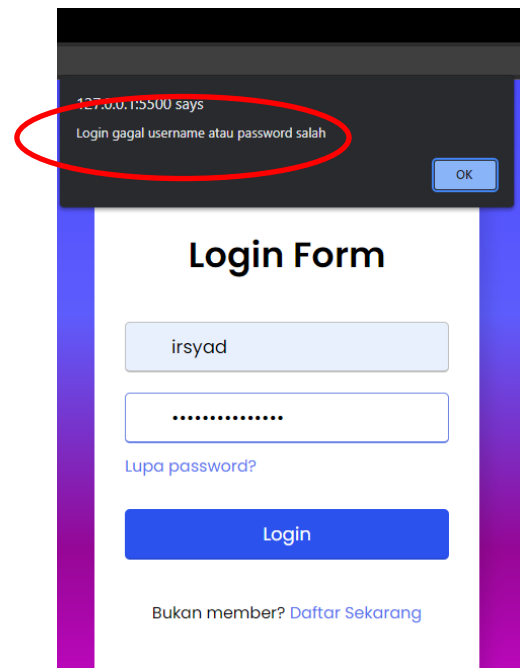 127.0.0.1:5500 says
Login gagal username atau password salah
OK
Login Form
irsyad
•••••••••••••••
Lupa password?
Login
Bukan member? Daftar Sekarang